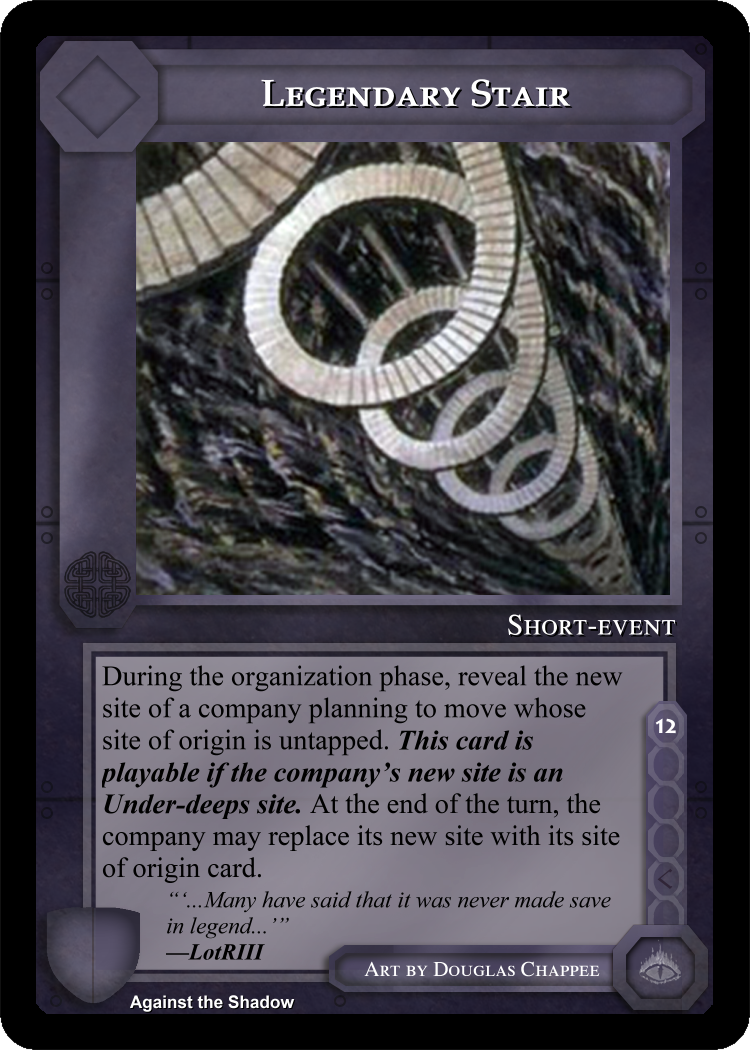 Legendary Stair
Short-event
During the organization phase, reveal the new
site of a company planning to move whose
site of origin is untapped. This card is
playable if the company's new site is an
Under-deeps site. At the end of the turn, the
company may replace its new site with its site
of origin card.
12
“‘...Many have said that it was never made save
in legend...’”
—LotRIII
Art by Douglas Chappee
Against the Shadow